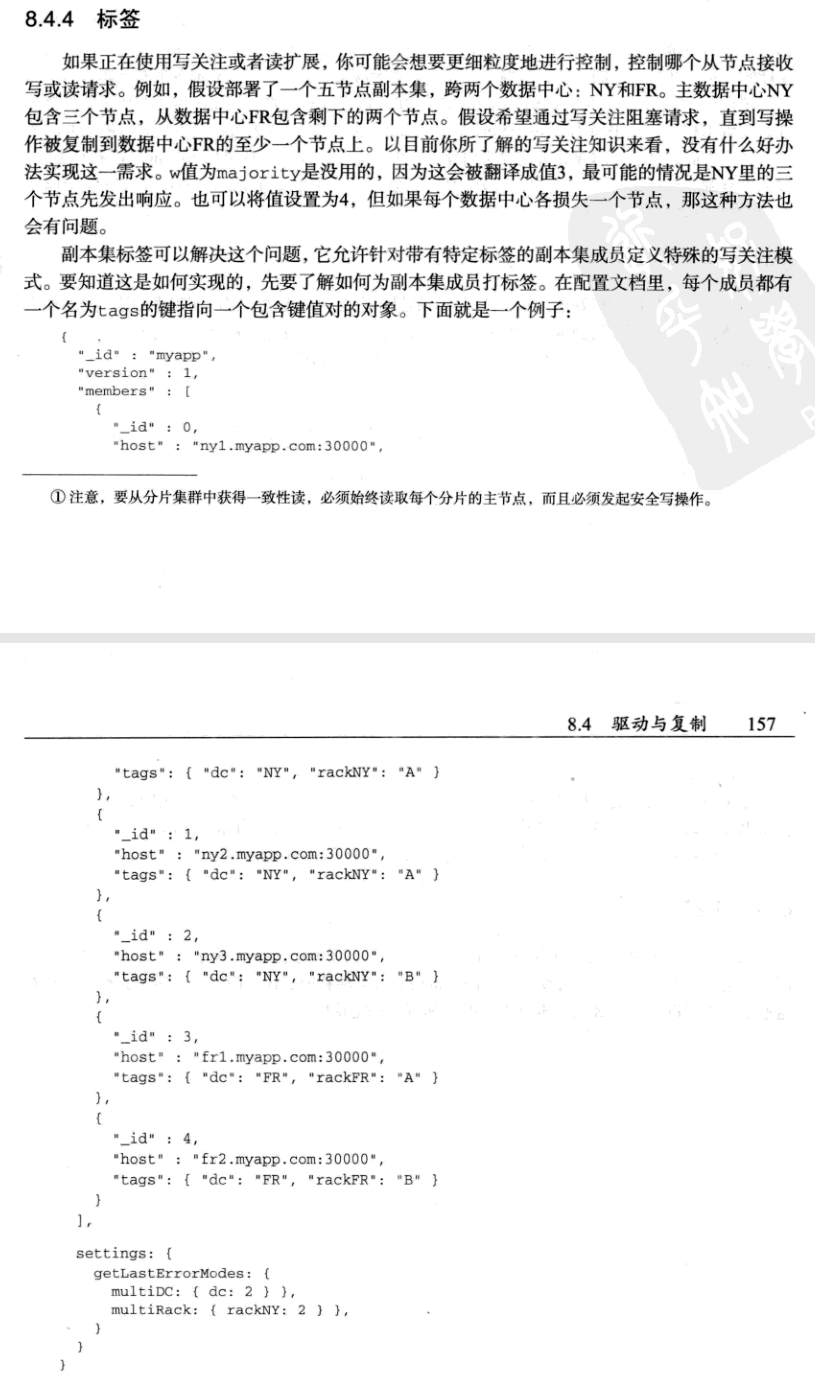 8.4.4 标签
如果正在使用写关注或者读扩展，你可能会想要更细粒度地进行控制，控制哪个从节点接收
写或读请求。例如，假设部署了一个五节点副本集，跨两个数据中心：NY和FR。主数据中心NY
包含三个节点，从数据中心FR包含剩下的两个节点。假设希望通过写关注阻塞请求，直到写操
作被复制到数据中心FR的至少一个节点上。以目前你所了解的写关注知识来看，没有什么好办
法实现这一需求。w值为majority是没用的，因为这会被翻译成值3，最可能的情况是NY里的三
个节点先发出响应。也可以将值设置为4，但如果每个数据中心各损失一个节点，那这种方法也
会有问题。
副本集标签可以解决这个问题，它允许针对带有特定标签的副本集成员定义特殊的写关注模
式。要知道这是如何实现的，先要了解如何为副本集成员打标签。在配置文档里，每个成员都有
一个名为tags的键指向一个包含键值对的对象。下面就是一个例子：
{
"_id" : "myapp",
"version" : 1,
"members" : [
{
"_id" : 0,
"host" : "ny1.myapp.com:30000",
① 注意，要从分片集群中获得一致性读，必须始终读取每个分片的主节点，而且必须发起安全写操作。
8.4 驱动与复制 157
"tags": { "dc": "NY", "rackNY": "A" }
},
{
"_id" : 1,
"host" : "ny2.myapp.com:30000",
"tags": { "dc": "NY", "rackNY": "A" }
},
{
"_id" : 2,
"host" : "ny3.myapp.com:30000",
"tags": { "dc": "NY", "rackNY": "B" }
},
{
"_id" : 3,
"host" : "fr1.myapp.com:30000",
"tags": { "dc": "FR", "rackFR": "A" }
},
{
"_id" : 4,
"host" : "fr2.myapp.com:30000",
"tags": { "dc": "FR", "rackFR": "B" }
}
],
settings: {
getLastErrorModes: {
multiDC: { dc: 2 } },
multiRack: { rackNY: 2 } },
}
}
}